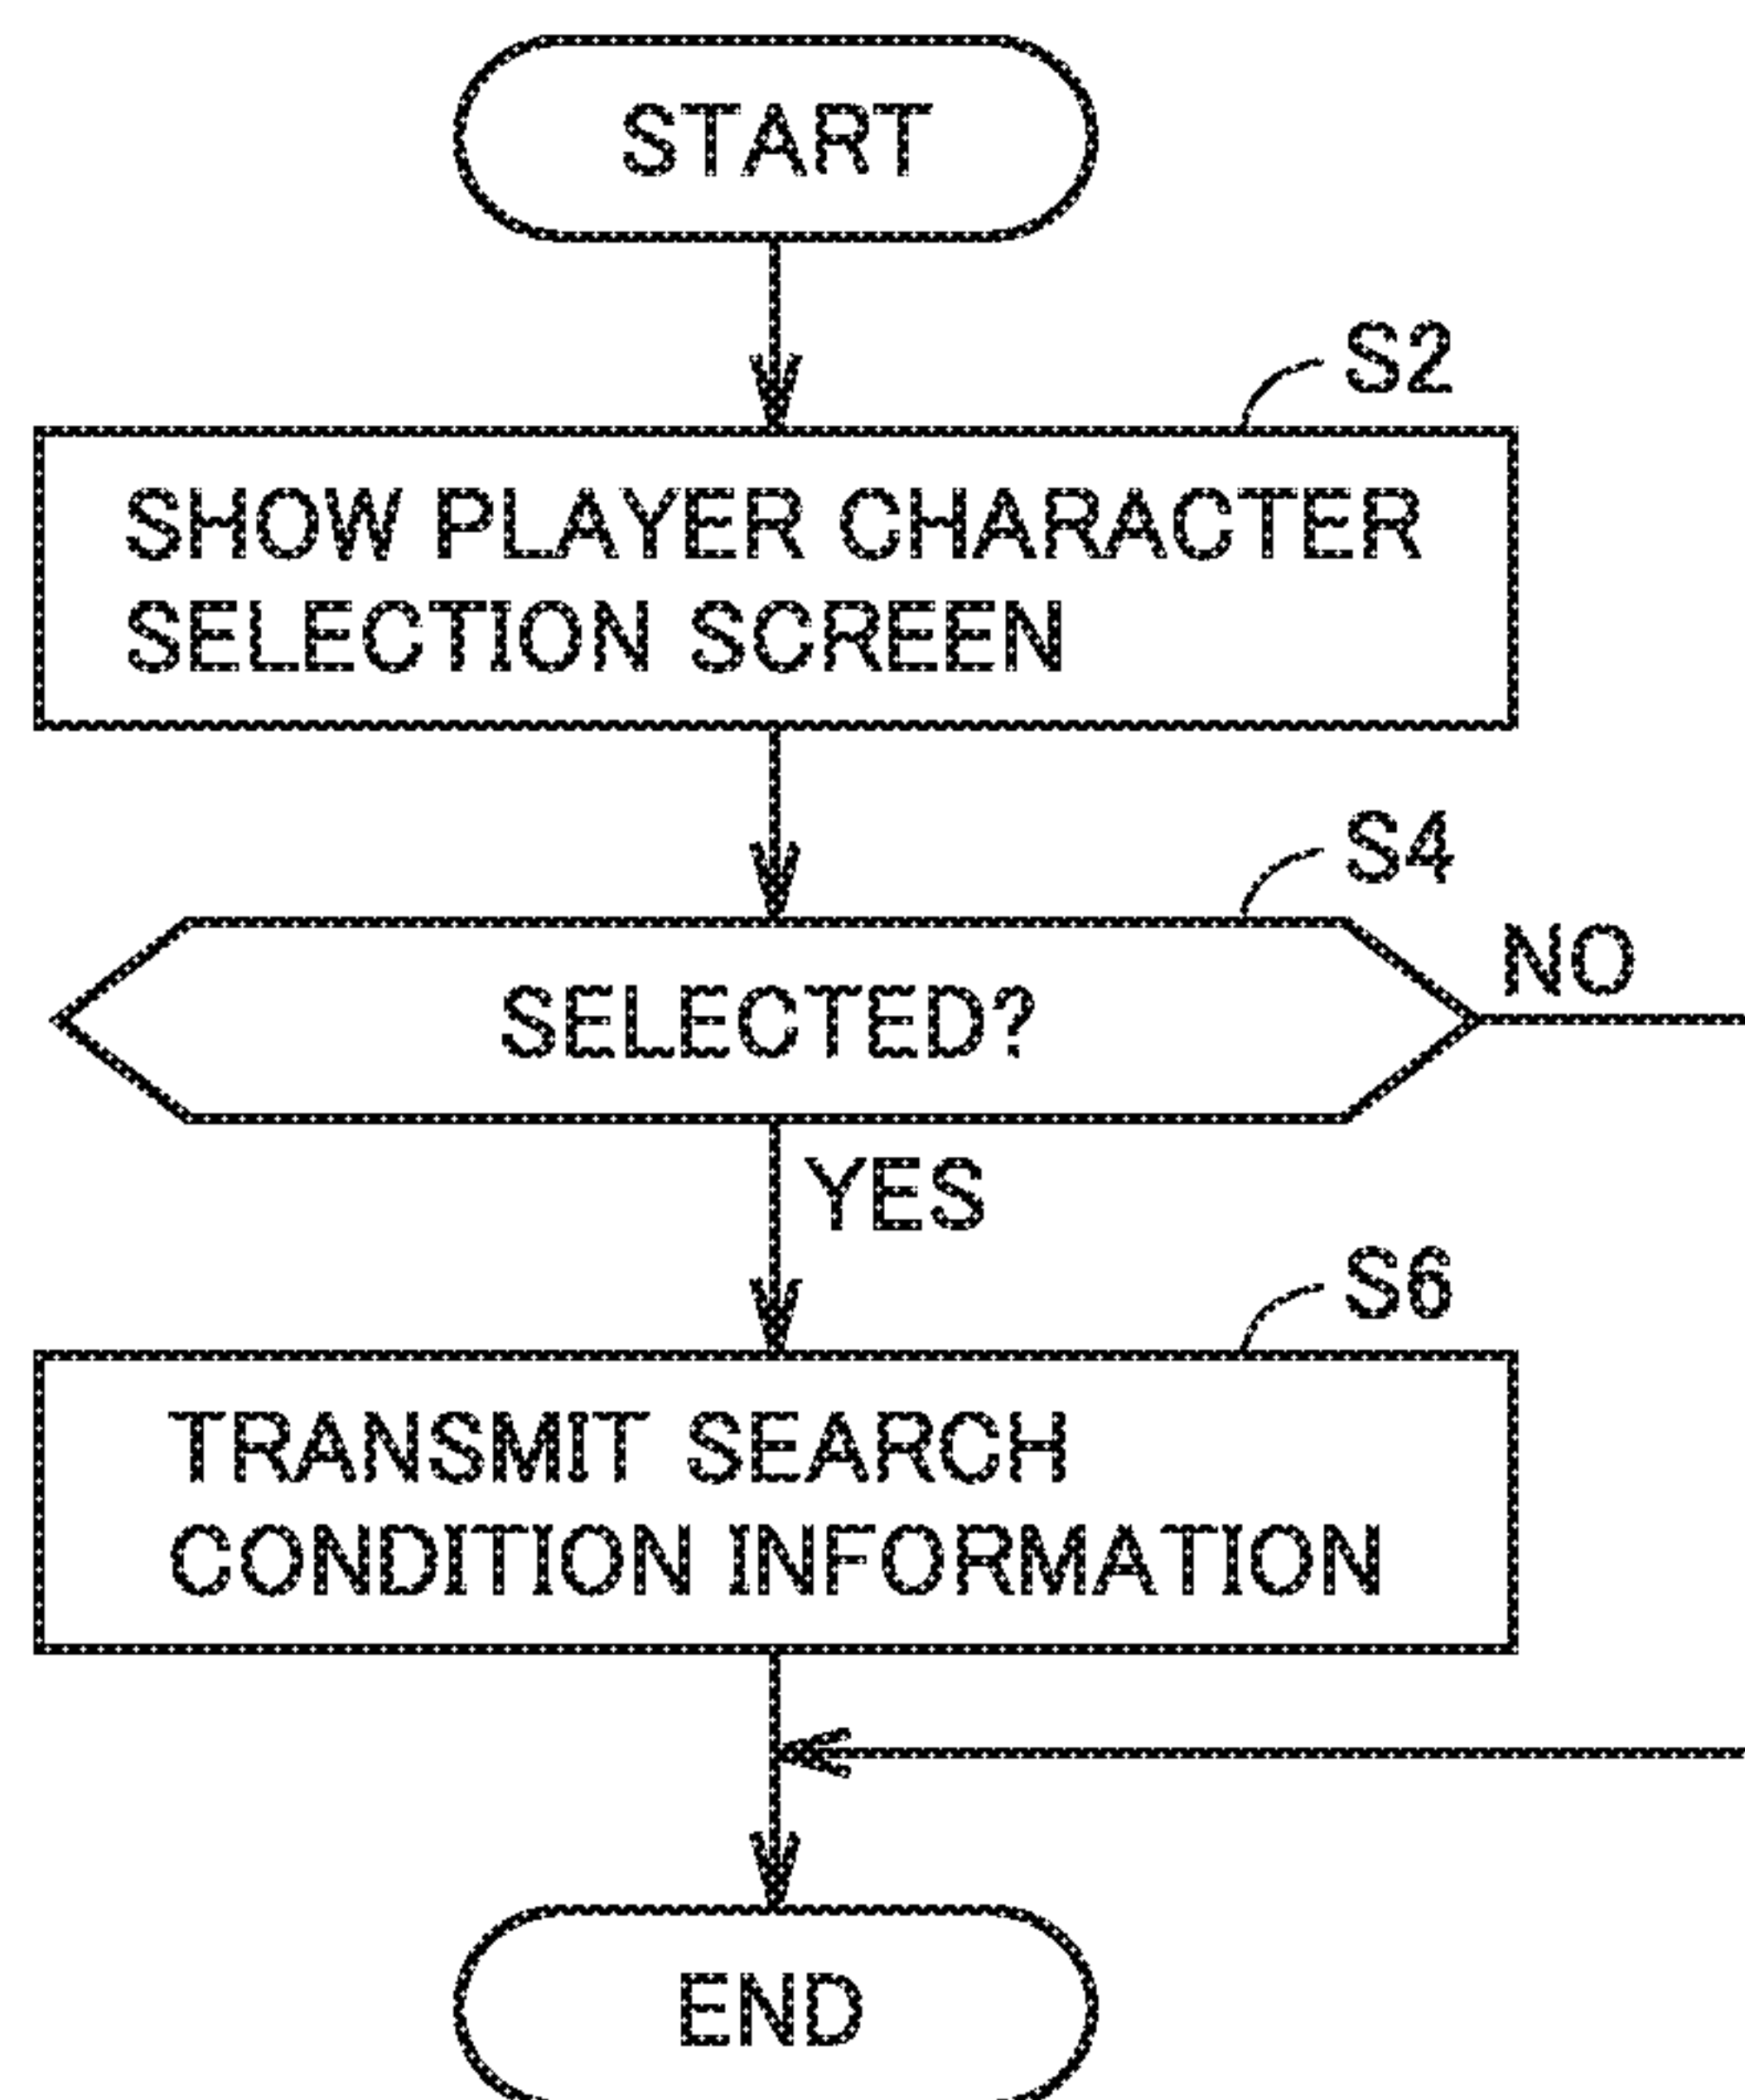 START
S2
SHOW PLAYER CHARACTER
SELECTION SCREEN
S4
NO
SELECTED?
YES
S6
TRANSMIT SEARCH
CONDITION INFORMATION
END